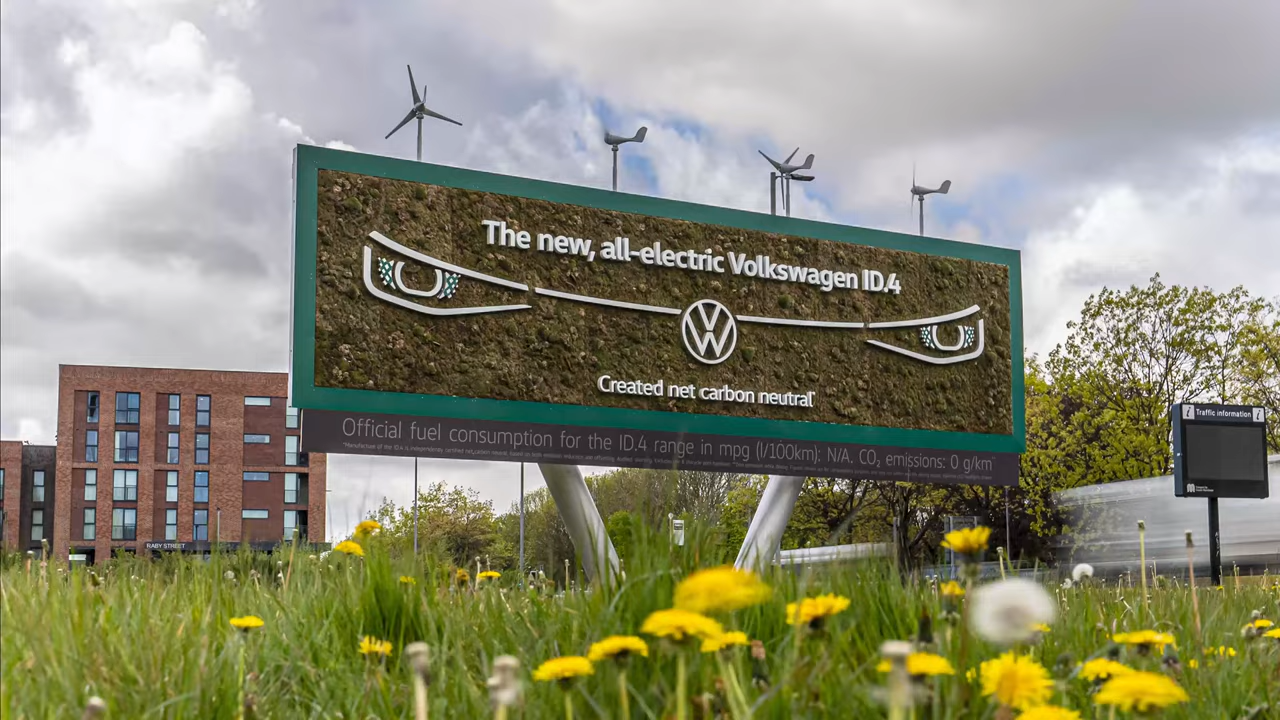 The new, all-electric Volkswagen ID.4
Created net carbon neutral*
Official fuel consumption for the ID.4 range in mpg (l/100km): N/A. CO₂ emissions: 0 g/km
i Traffic information i
RABY STREET